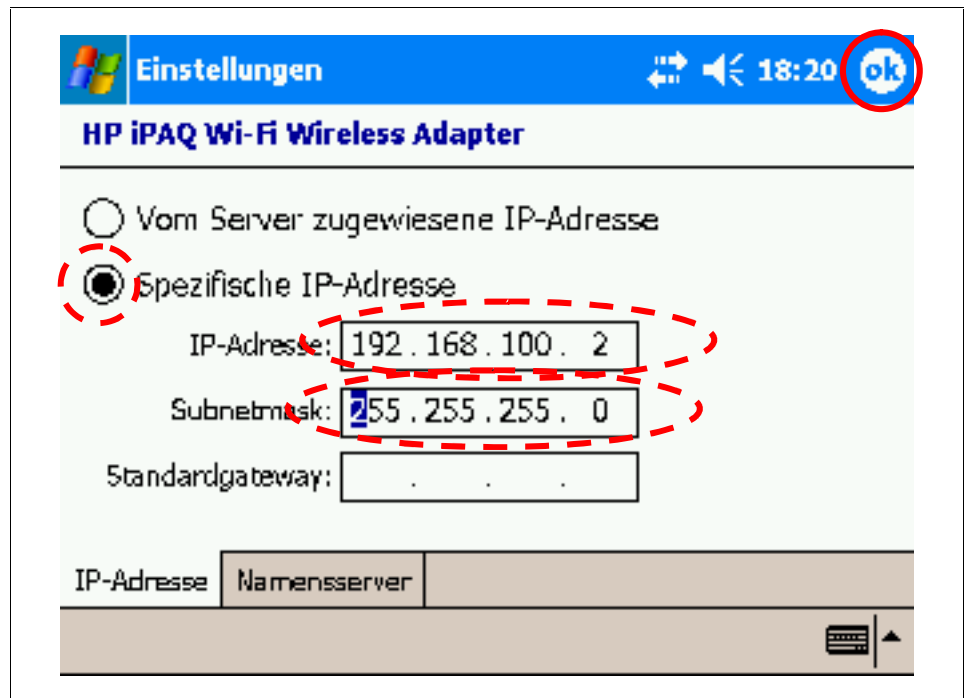 Einstellungen 18:20 ok
HP iPAQ Wi-Fi Wireless Adapter
Vom Server zugewiesene IP-Adresse
Spezifische IP-Adresse
IP-Adresse: 192 . 168 . 100 . 2
Subnetmask: 255 . 255 . 255 . 0
Standardgateway: . . .
IP-Adresse Namensserver